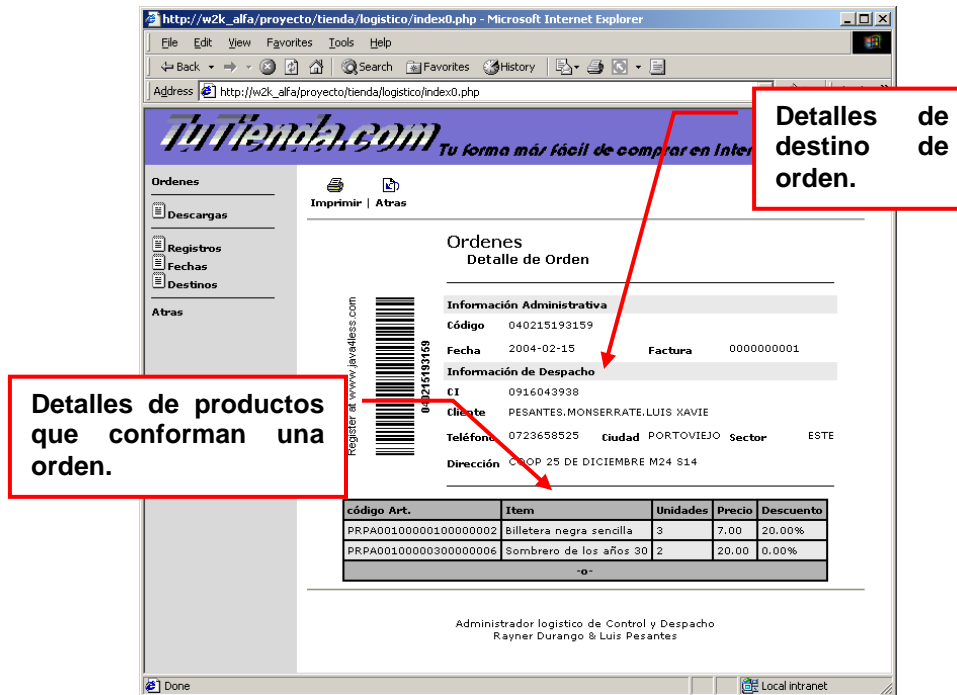 http://w2k_alfa/proyecto/tienda/logistico/index0.php - Microsoft Internet Explorer
File Edit View Favorites Tools Help
Back Search Favorites History
Address http://w2k_alfa/proyecto/tienda/logistico/index0.php
TuTienda.com
Tu forma más fácil de comprar en
Detalles de
destino de
orden.
Ordenes
Descargas
Registros
Fechas
Destinos
Atras
Imprimir | Atras
Ordenes
Detalle de Orden
Register at www.java4less.com
040215193159
Información Administrativa
Código 040215193159
Fecha 2004-02-15 Factura 0000000001
Información de Despacho
CI 0916043938
Cliente PESANTES.MONSERRATE.LUIS XAVIE
Teléfono 0723658525 Ciudad PORTOVIEJO Sector ESTE
Dirección COOP 25 DE DICIEMBRE M24 S14
Detalles de productos
que conforman una
orden.
código Art. Item Unidades Precio Descuento
PRPA00100000100000002 Billetera negra sencilla 3 7.00 20.00%
PRPA00100000300000006 Sombrero de los años 30 2 20.00 0.00%
-o-
Administrador logistico de Control y Despacho
Rayner Durango & Luis Pesantes
Done Local intranet